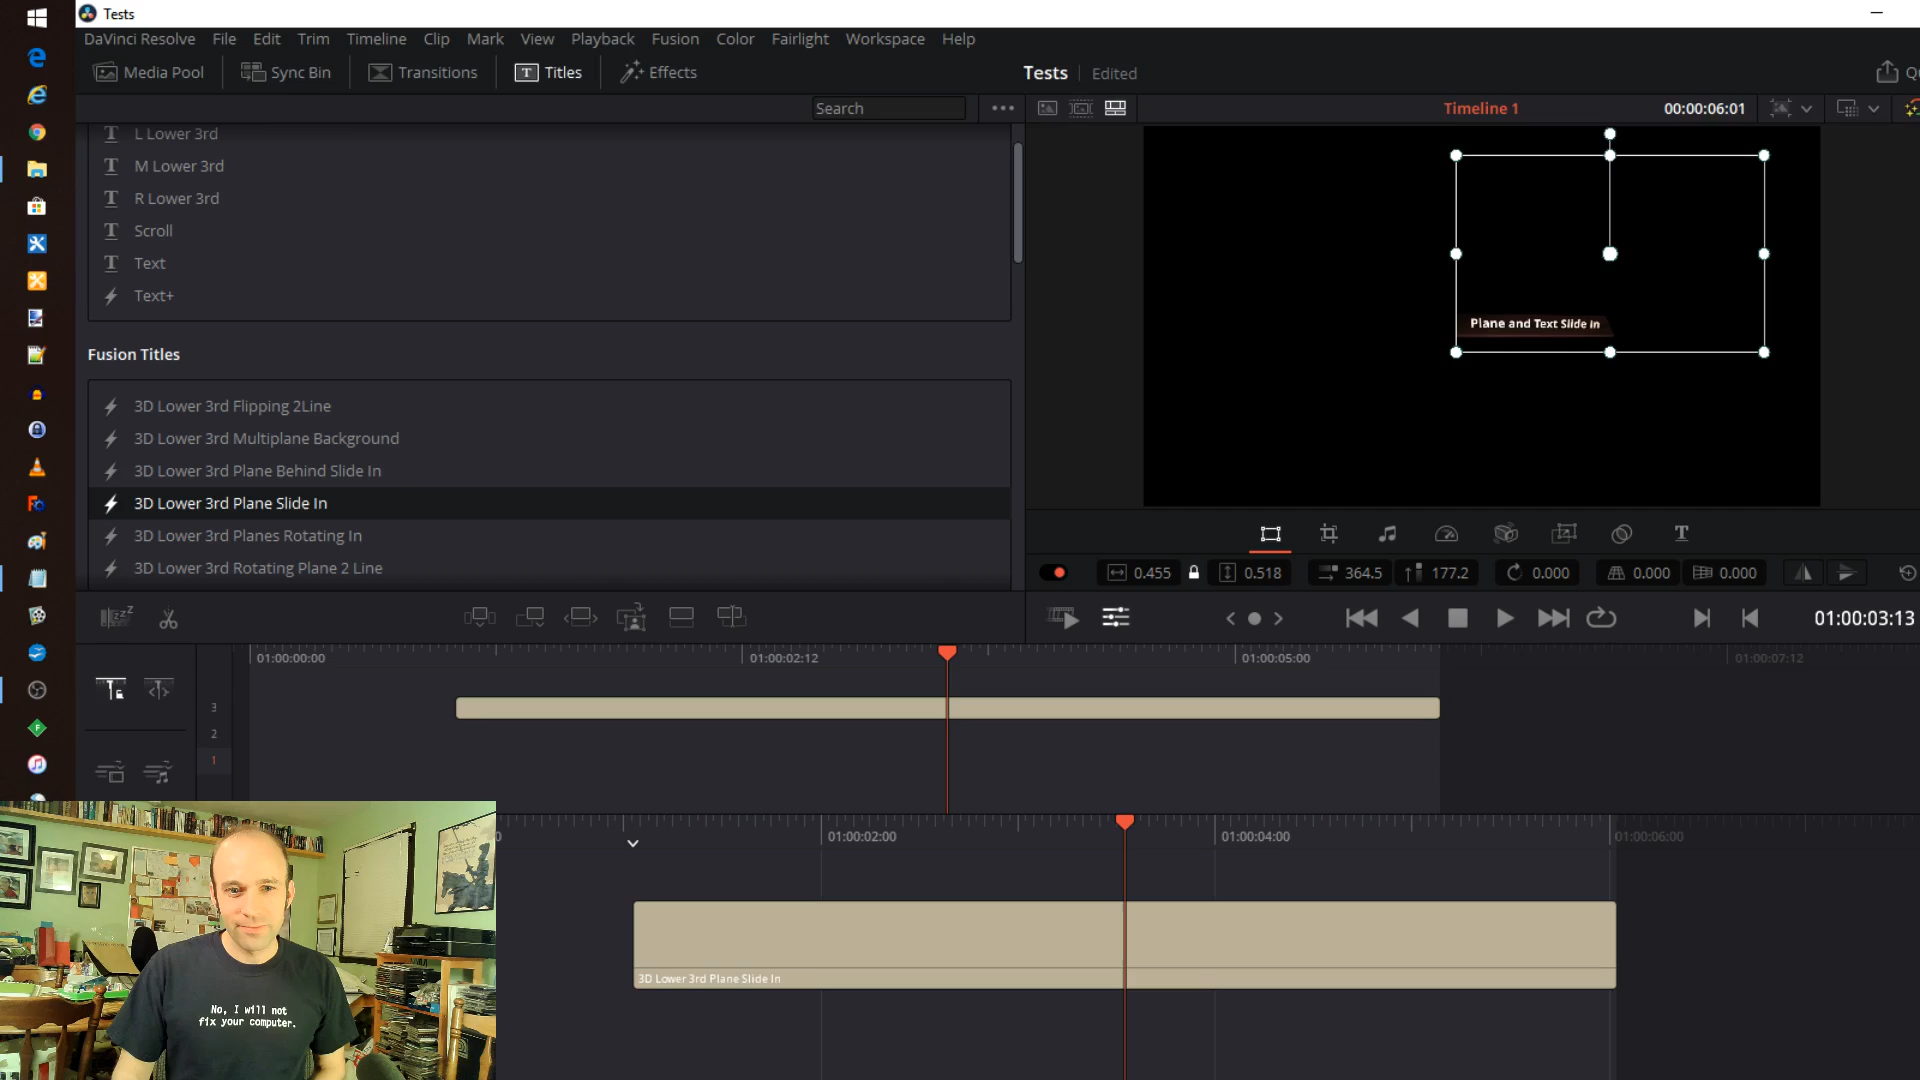 Tests
DaVinci Resolve File Edit Trim Timeline Clip Mark View Playback Fusion Color Fairlight Workspace Help
Media Pool Sync Bin Transitions Titles Effects Tests Edited
Search Timeline 1 00:00:06:01
L Lower 3rd
M Lower 3rd
R Lower 3rd
Scroll
Text
Text+
Fusion Titles
3D Lower 3rd Flipping 2Line
3D Lower 3rd Multiplane Background
3D Lower 3rd Plane Behind Slide In
3D Lower 3rd Plane Slide In
3D Lower 3rd Planes Rotating In
3D Lower 3rd Rotating Plane 2 Line
Plane and Text Slide In
0.455 0.518 364.5 177.2 0.000 0.000 0.000
01:00:03:13
01:00:00:00 01:00:02:12 01:00:05:00 01:00:07:12
3
2
1
01:00:02:00 01:00:04:00 01:00:06:00
3D Lower 3rd Plane Slide In
No, I will not
fix your computer.